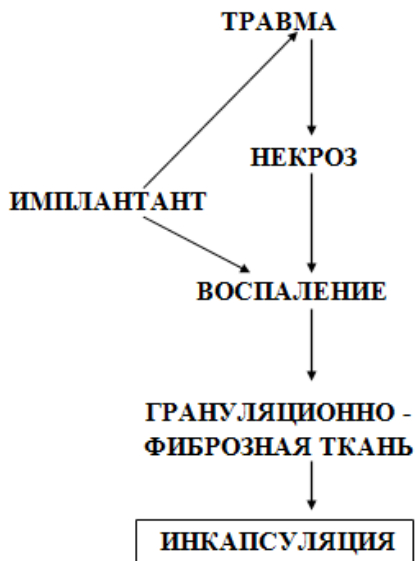 ТРАВМА
НЕКРОЗ
ИМПЛАНТАНТ
ВОСПАЛЕНИЕ
ГРАНУЛЯЦИОННО -
ФИБРОЗНАЯ ТКАНЬ
ИНКАПСУЛЯЦИЯ